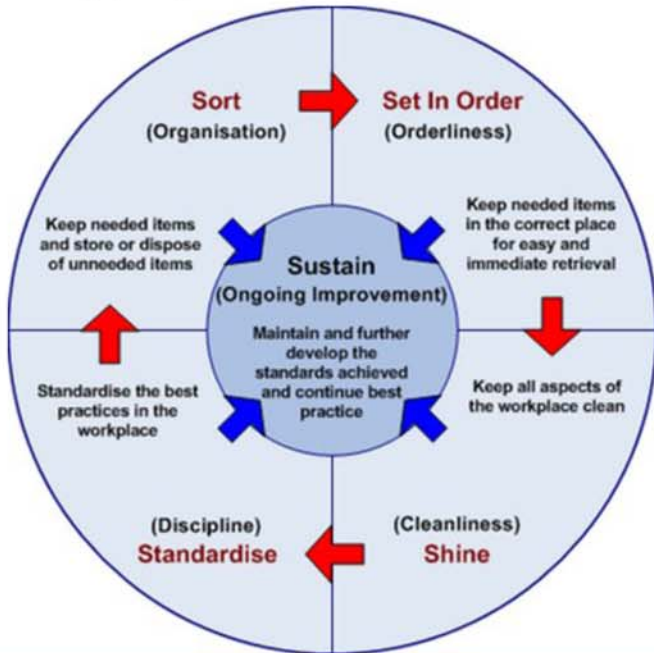 Sort
(Organisation)
Keep needed items
and store or dispose
of unneeded items
Set In Order
(Orderliness)
Keep needed items
in the correct place
for easy and
immediate retrieval
Sustain
(Ongoing Improvement)
Maintain and further
develop the
standards achieved
and continue best
practice
Keep all aspects of
the workplace clean
(Cleanliness)
Shine
Standardise the best
practices in the
workplace
(Discipline)
Standardise